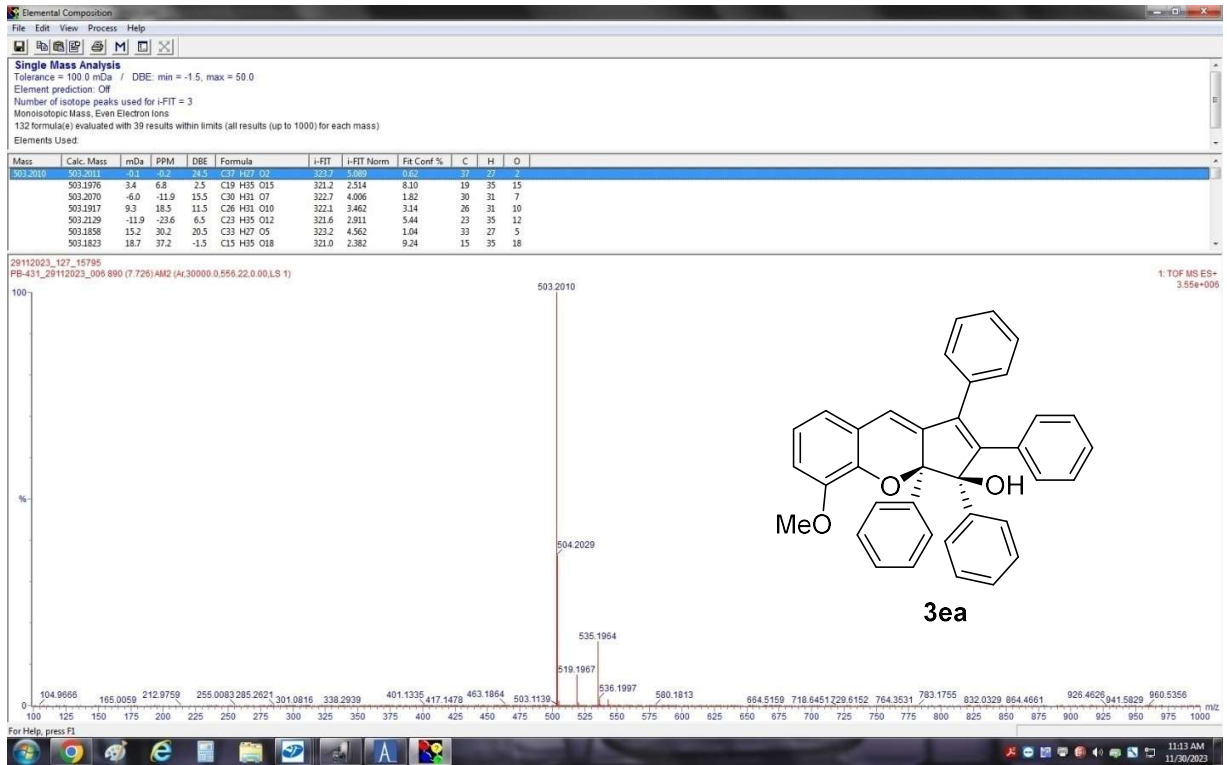 Elemental Composition
File Edit View Process Help
Single Mass Analysis
Tolerance = 100.0 mDa / DBE: min = -1.5, max = 50.0
Element prediction: Off
Number of isotope peaks used for i-FIT = 3
Monoisotopic Mass, Even Electron Ions
132 formula(e) evaluated with 39 results within limits (all results (up to 1000) for each mass)
Elements Used:
Mass Calc. Mass mDa PPM DBE Formula i-FIT i-FIT Norm Fit Conf % C H O
503.2010 503.2011 -0.1 -0.2 24.5 C37 H27 O2 323.7 5.089 0.62 37 27 2
503.1976 3.4 6.8 2.5 C19 H35 O15 321.2 2.514 8.10 19 35 15
503.2070 -6.0 -11.9 15.5 C30 H31 O7 322.7 4.006 1.82 30 31 7
503.1917 9.3 18.5 11.5 C26 H31 O10 322.1 3.462 3.14 26 31 10
503.2129 -11.9 -23.6 6.5 C23 H35 O12 321.6 2.911 5.44 23 35 12
503.1858 15.2 30.2 20.5 C33 H27 O5 323.2 4.562 1.04 33 27 5
503.1823 18.7 37.2 -1.5 C15 H35 O18 321.0 2.382 9.24 15 35 18
29112023_127_15795
PB-431_29112023_006 890 (7.726) AM2 (Ar,30000.0,556.22,0.00,LS 1)
1: TOF MS ES+
3.55e+006
100
503.2010
%
O
OH
MeO
504.2029
3ea
535.1964
519.1967
536.1997
104.9666 165.0059 212.9759 255.0083 285.2621 301.0816 338.2939 401.1335 417.1478 463.1864 503.1139 580.1813 664.5159 718.6451 729.6152 764.3531 783.1755 832.0329 864.4661 926.4626 941.5829 960.5356
0
100 125 150 175 200 225 250 275 300 325 350 375 400 425 450 475 500 525 550 575 600 625 650 675 700 725 750 775 800 825 850 875 900 925 950 975 1000 m/z
For Help, press F1
11:13 AM
11/30/2023